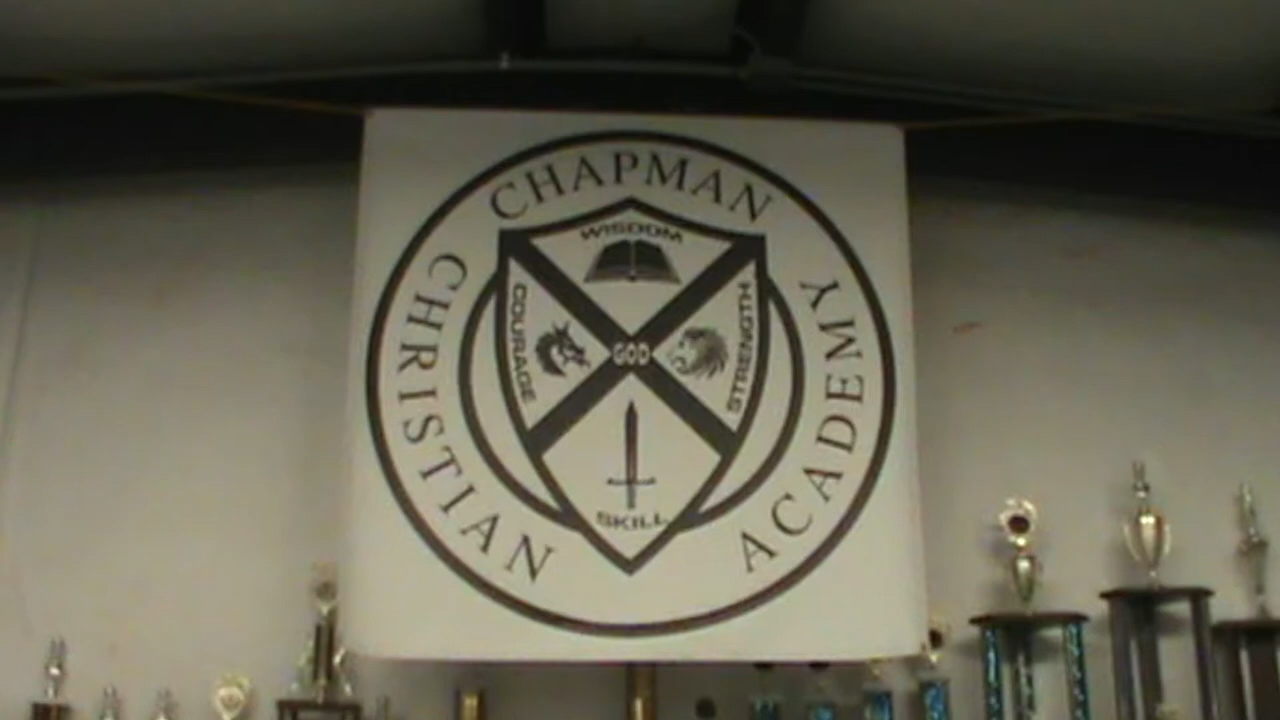 CHAPMAN
CHRISTIAN
ACADEMY
WISDOM
COURAGE
GOD
STRENGTH
SKILL